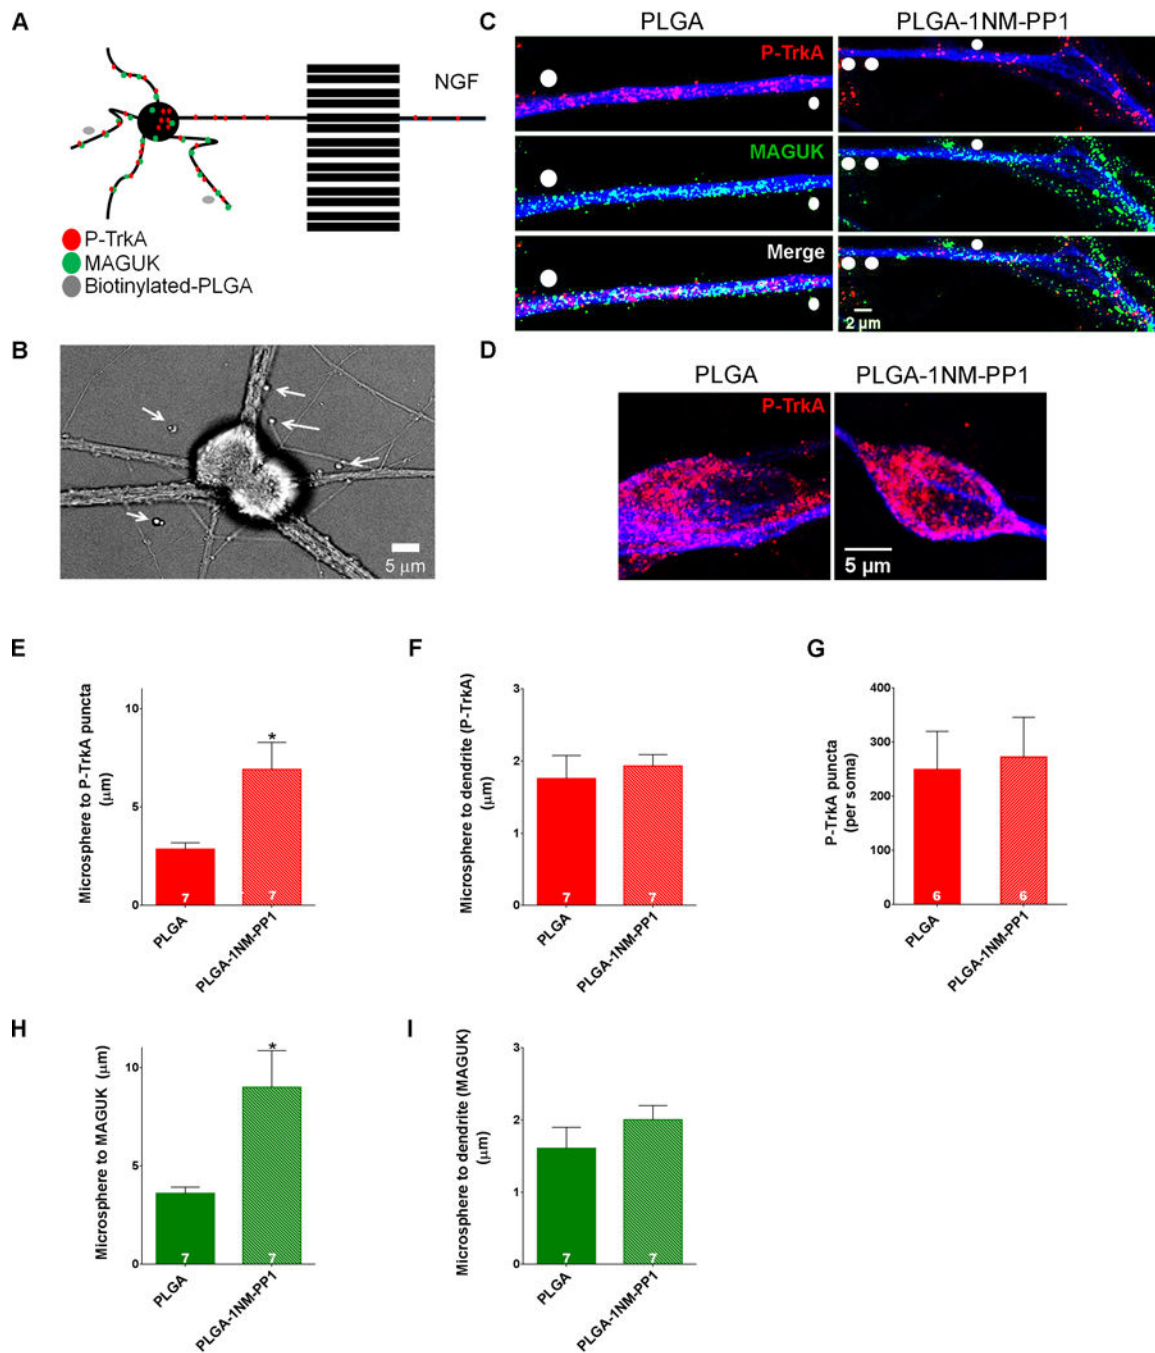 A
NGF
P-TrkA
MAGUK
Biotinylated-PLGA
B
5 μm
C
PLGA
PLGA-1NM-PP1
P-TrkA
MAGUK
Merge
2 μm
D
PLGA
PLGA-1NM-PP1
P-TrkA
5 μm
E
Microsphere to P-TrkA puncta
(μm)
10
5
0
*
7
7
PLGA
PLGA-1NM-PP1
F
Microsphere to dendrite (P-TrkA)
(μm)
3
2
1
0
7
7
PLGA
PLGA-1NM-PP1
G
P-TrkA puncta
(per soma)
400
300
200
100
0
6
6
PLGA
PLGA-1NM-PP1
H
Microsphere to MAGUK (μm)
10
5
0
*
7
7
PLGA
PLGA-1NM-PP1
I
Microsphere to dendrite (MAGUK)
(μm)
3
2
1
0
7
7
PLGA
PLGA-1NM-PP1